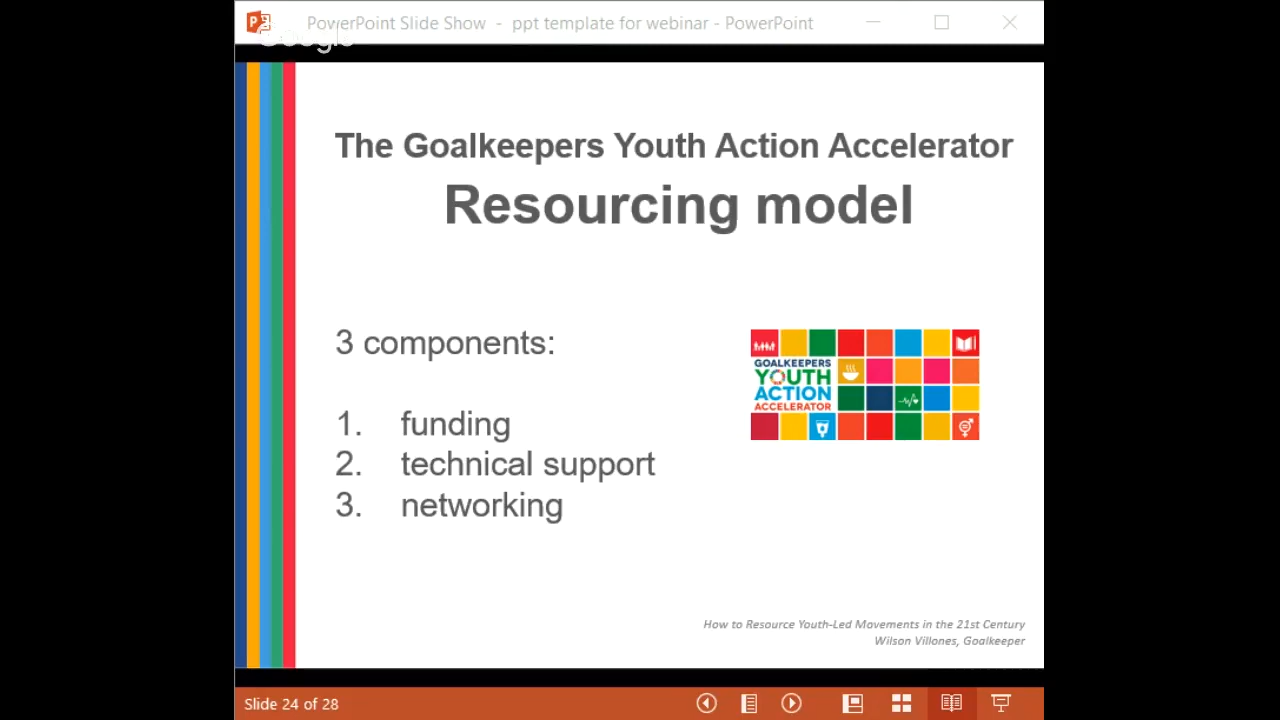 PowerPoint Slide Show - ppt template for webinar - PowerPoint
Google
The Goalkeepers Youth Action Accelerator
Resourcing model
3 components:
1. funding
2. technical support
3. networking
GOALKEEPERS
YOUTH
ACTION
ACCELERATOR
How to Resource Youth-Led Movements in the 21st Century
Wilson Villones, Goalkeeper
Slide 24 of 28